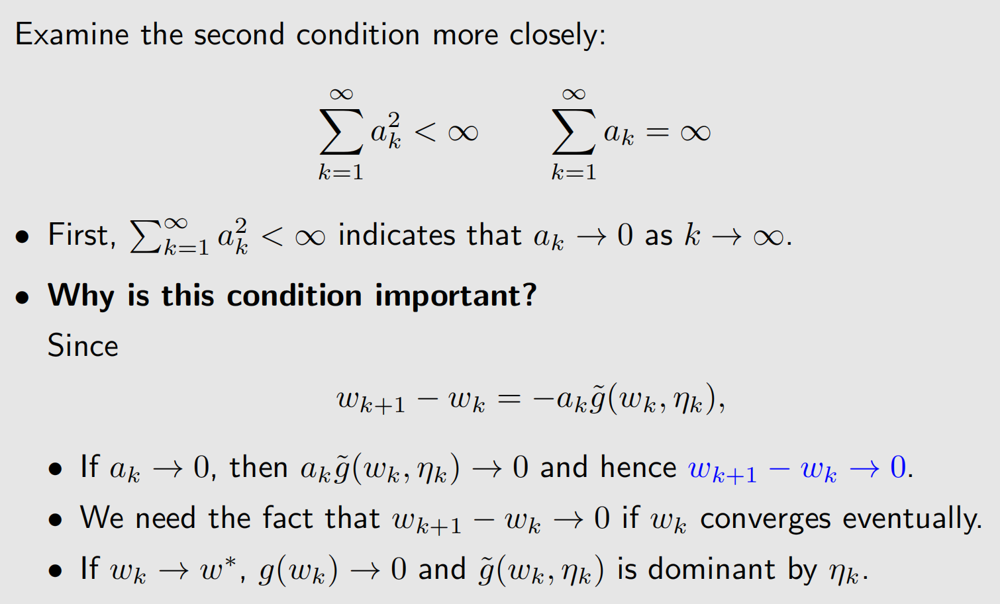 Examine the second condition more closely:
$\sum_{k=1}^{\infty} a_k^2 < \infty \qquad \sum_{k=1}^{\infty} a_k = \infty$
• First, $\sum_{k=1}^{\infty} a_k^2 < \infty$ indicates that $a_k \to 0$ as $k \to \infty$.
• Why is this condition important?
Since
$w_{k+1} - w_k = -a_k \tilde{g}(w_k, \eta_k),$
• If $a_k \to 0$, then $a_k \tilde{g}(w_k, \eta_k) \to 0$ and hence $w_{k+1} - w_k \to 0$.
• We need the fact that $w_{k+1} - w_k \to 0$ if $w_k$ converges eventually.
• If $w_k \to w^*$, $g(w_k) \to 0$ and $\tilde{g}(w_k, \eta_k)$ is dominant by $\eta_k$.